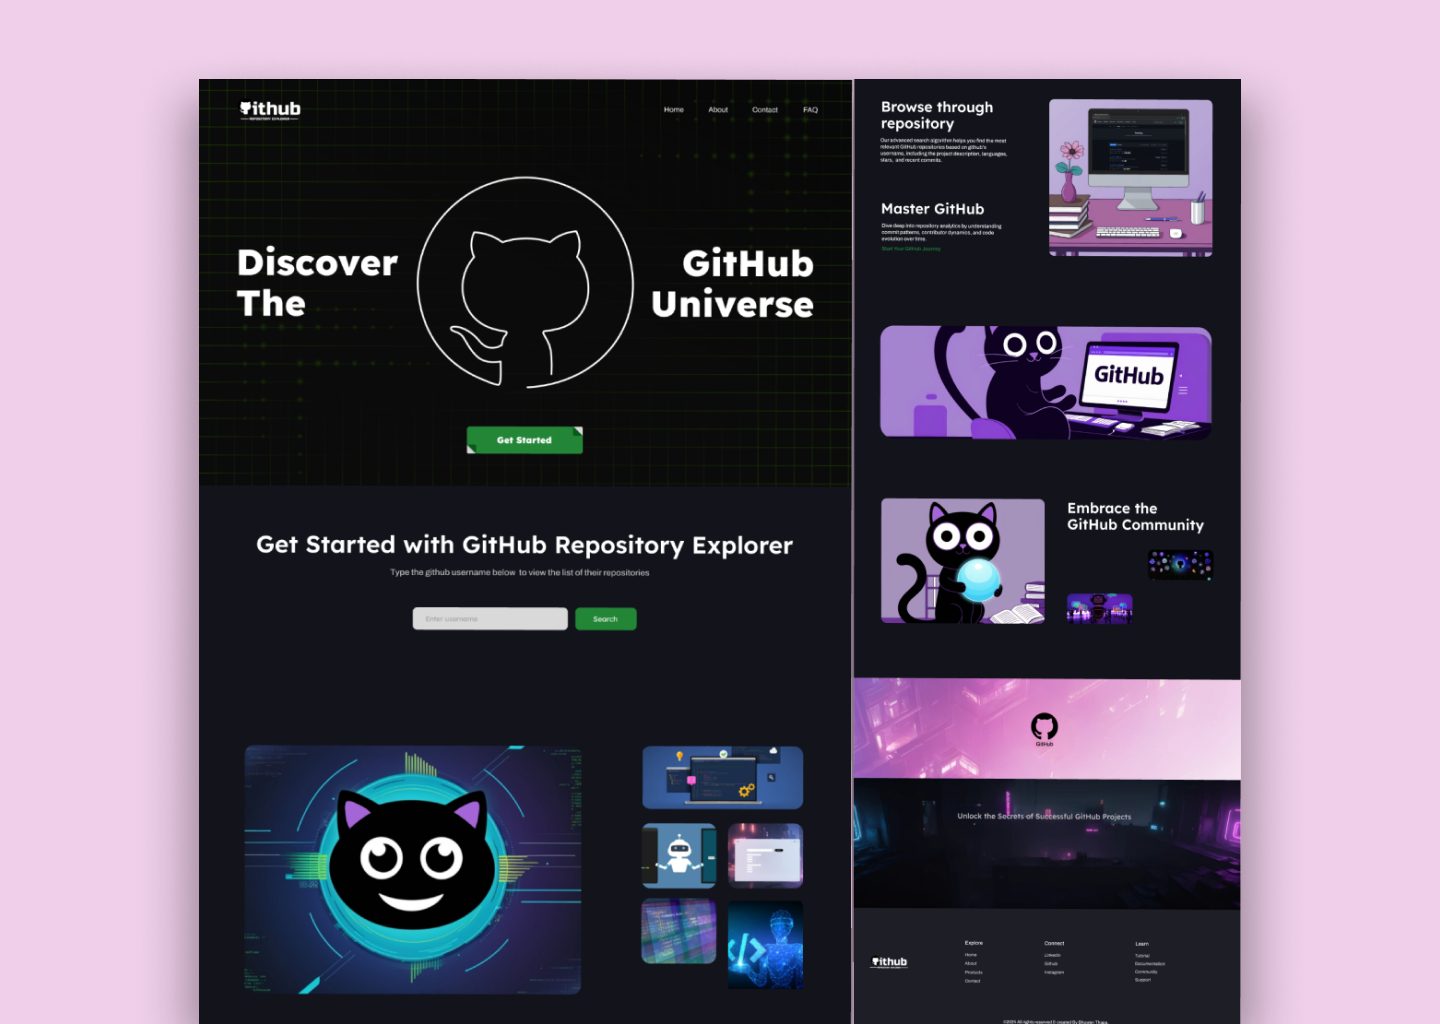 ithub
REPOSITORY EXPLORER
Home
About
Contact
FAQ
Discover
The
GitHub
Universe
Get Started
Get Started with GitHub Repository Explorer
Type the github username below to view the list of their repositories
Enter username
Search
Browse through
repository
Our advanced search algorithm helps you find the most
relevant GitHub repositories based on github's
username, including the project description, languages,
stars, and recent commits.
Master GitHub
Dive deep into repository analytics by understanding
commit patterns, contributor dynamics, and code
evolution over time.
Start Your GitHub Journey
GitHub
Embrace the
GitHub Community
GitHub
Unlock the Secrets of Successful GitHub Projects
ithub
Explore
Home
About
Products
Contact
Connect
Linkedin
Github
Instagram
Learn
Tutorial
Documentation
Community
Support
©2024 All rights reserved & created By Bhuwan Thapa.